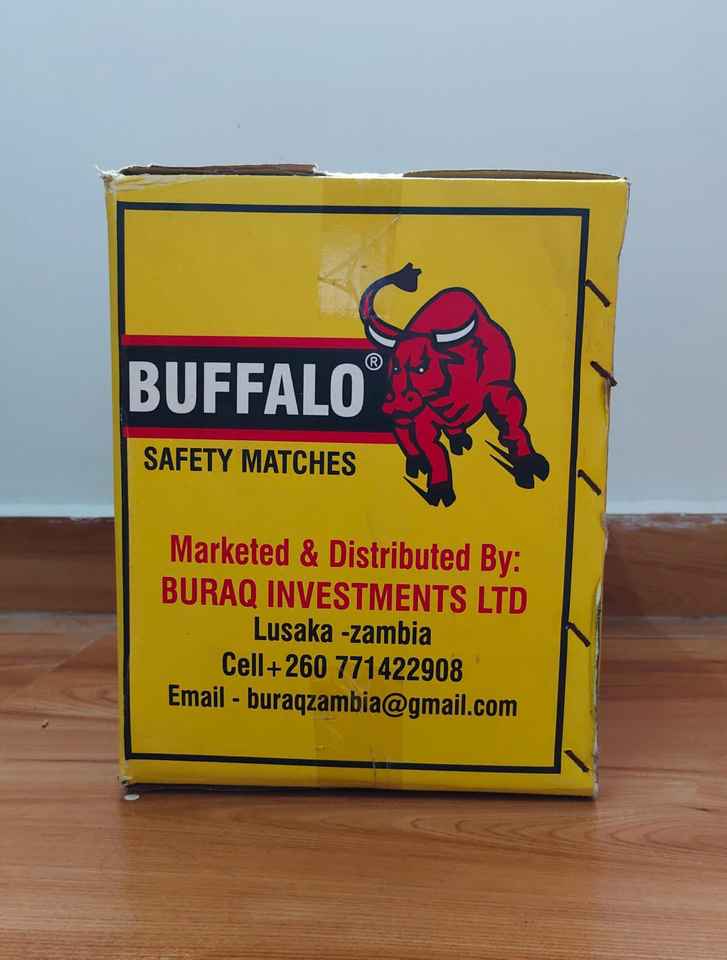 BUFFALO®
SAFETY MATCHES
Marketed & Distributed By:
BURAQ INVESTMENTS LTD
Lusaka -zambia
Cell+260 771422908
Email - buraqzambia@gmail.com